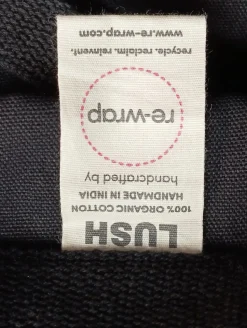 LUSH
100% ORGANIC COTTON
HANDMADE IN INDIA
handcrafted by
re-wrap
recycle. reclaim. reinvent.
www.re-wrap.com